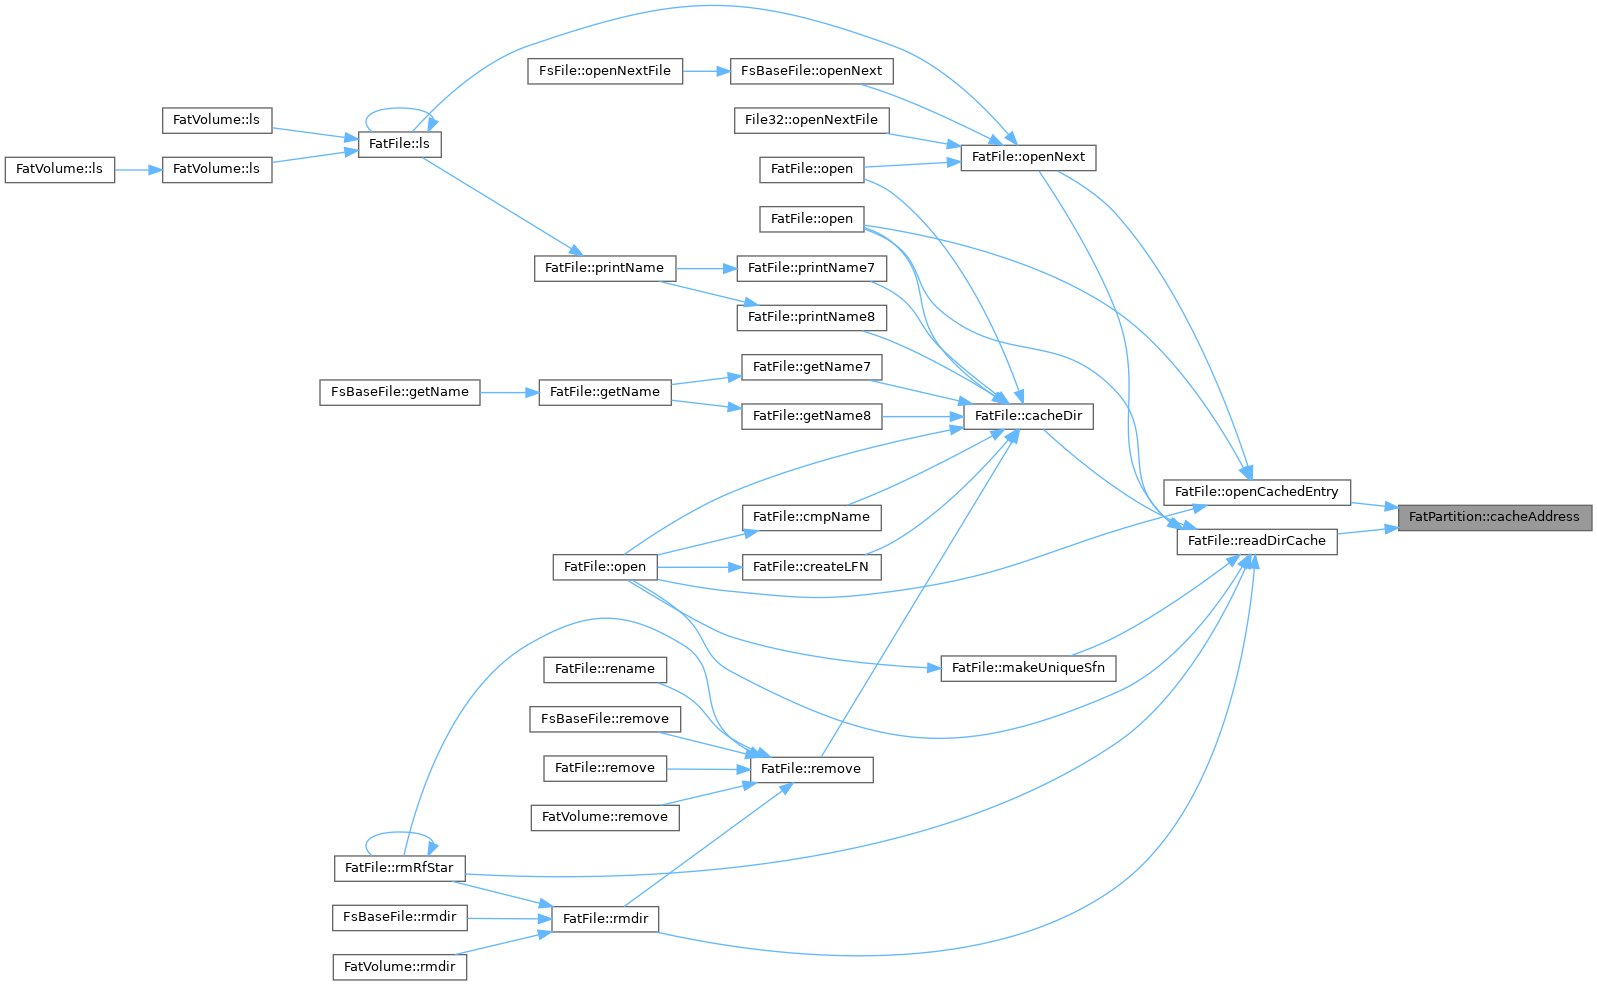 FsFile::openNextFile
FsBaseFile::openNext
FatVolume::ls
File32::openNextFile
FatFile::ls
FatFile::openNext
FatVolume::ls
FatVolume::ls
FatFile::open
FatFile::open
FatFile::printName
FatFile::printName7
FatFile::printName8
FatFile::getName7
FsBaseFile::getName
FatFile::getName
FatFile::getName8
FatFile::cacheDir
FatFile::openCachedEntry
FatFile::cmpName
FatPartition::cacheAddress
FatFile::readDirCache
FatFile::open
FatFile::createLFN
FatFile::rename
FatFile::makeUniqueSfn
FsBaseFile::remove
FatFile::remove
FatFile::remove
FatVolume::remove
FatFile::rmRfStar
FsBaseFile::rmdir
FatFile::rmdir
FatVolume::rmdir